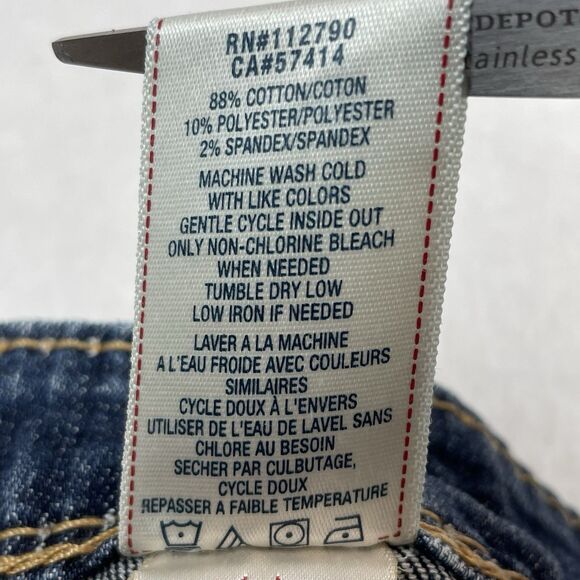 DEPOT
ainless
RN#112790
CA#57414
88% COTTON/COTON
10% POLYESTER/POLYESTER
2% SPANDEX/SPANDEX
MACHINE WASH COLD
WITH LIKE COLORS
GENTLE CYCLE INSIDE OUT
ONLY NON-CHLORINE BLEACH
WHEN NEEDED
TUMBLE DRY LOW
LOW IRON IF NEEDED
LAVER A LA MACHINE
A L'EAU FROIDE AVEC COULEURS
SIMILAIRES
CYCLE DOUX À L'ENVERS
UTILISER DE L'EAU DE LAVEL SANS
CHLORE AU BESOIN
SECHER PAR CULBUTAGE,
CYCLE DOUX
REPASSER A FAIBLE TEMPERATURE